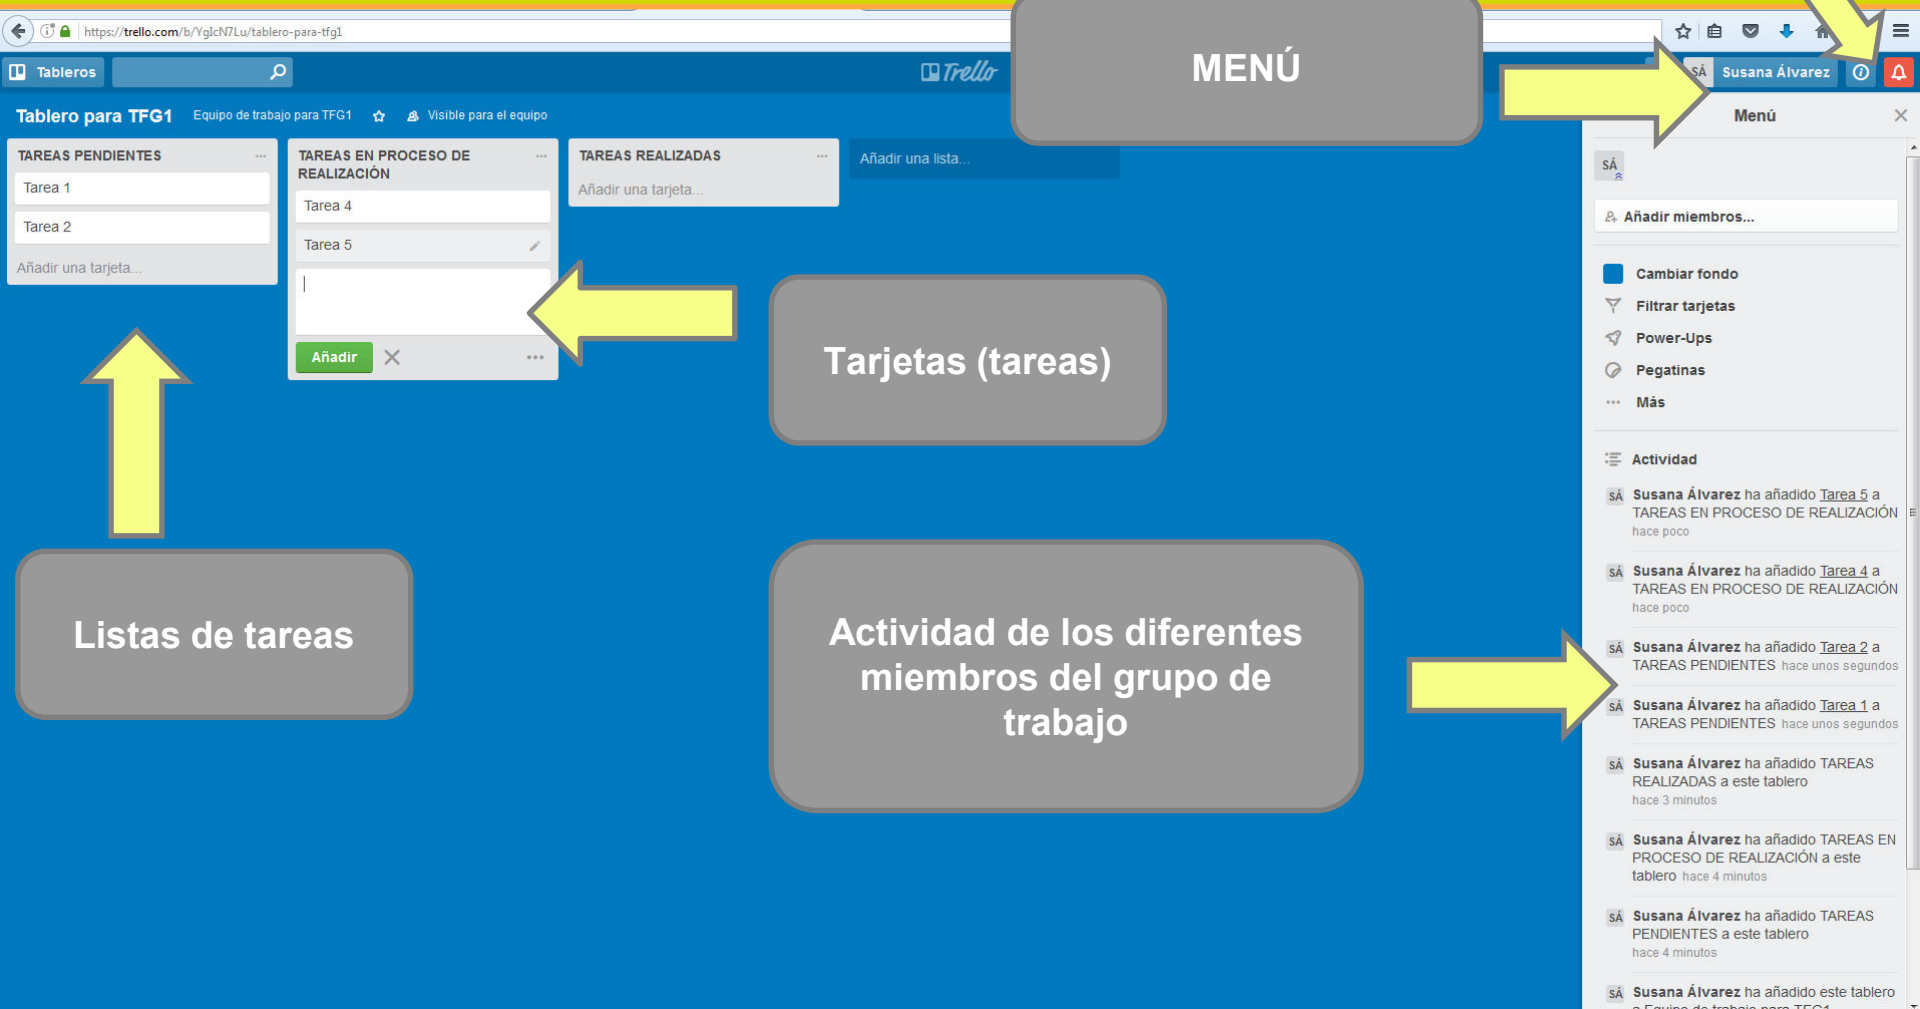 https://trello.com/b/YgIcN7Lu/tablero-para-tfg1
Tableros
Trello
SÁ Susana Álvarez
MENÚ
Tablero para TFG1 Equipo de trabajo para TFG1 Visible para el equipo
Menú
TAREAS PENDIENTES
Tarea 1
Tarea 2
Añadir una tarjeta...
TAREAS EN PROCESO DE
REALIZACIÓN
Tarea 4
Tarea 5
Añadir
TAREAS REALIZADAS
Añadir una tarjeta...
Añadir una lista...
Tarjetas (tareas)
Listas de tareas
Actividad de los diferentes
miembros del grupo de
trabajo
SÁ
Añadir miembros...
Cambiar fondo
Filtrar tarjetas
Power-Ups
Pegatinas
Más
Actividad
SÁ Susana Álvarez ha añadido Tarea 5 a
TAREAS EN PROCESO DE REALIZACIÓN
hace poco
SÁ Susana Álvarez ha añadido Tarea 4 a
TAREAS EN PROCESO DE REALIZACIÓN
hace poco
SÁ Susana Álvarez ha añadido Tarea 2 a
TAREAS PENDIENTES hace unos segundos
SÁ Susana Álvarez ha añadido Tarea 1 a
TAREAS PENDIENTES hace unos segundos
SÁ Susana Álvarez ha añadido TAREAS
REALIZADAS a este tablero
hace 3 minutos
SÁ Susana Álvarez ha añadido TAREAS EN
PROCESO DE REALIZACIÓN a este
tablero hace 4 minutos
SÁ Susana Álvarez ha añadido TAREAS
PENDIENTES a este tablero
hace 4 minutos
SÁ Susana Álvarez ha añadido este tablero
a Equipo de trabajo para TFG1